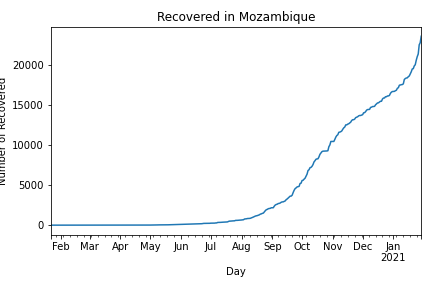 Recovered in Mozambique
Number of Recovered
20000
15000
10000
5000
0
Feb Mar Apr May Jun Jul Aug Sep Oct Nov Dec Jan
2021
Day